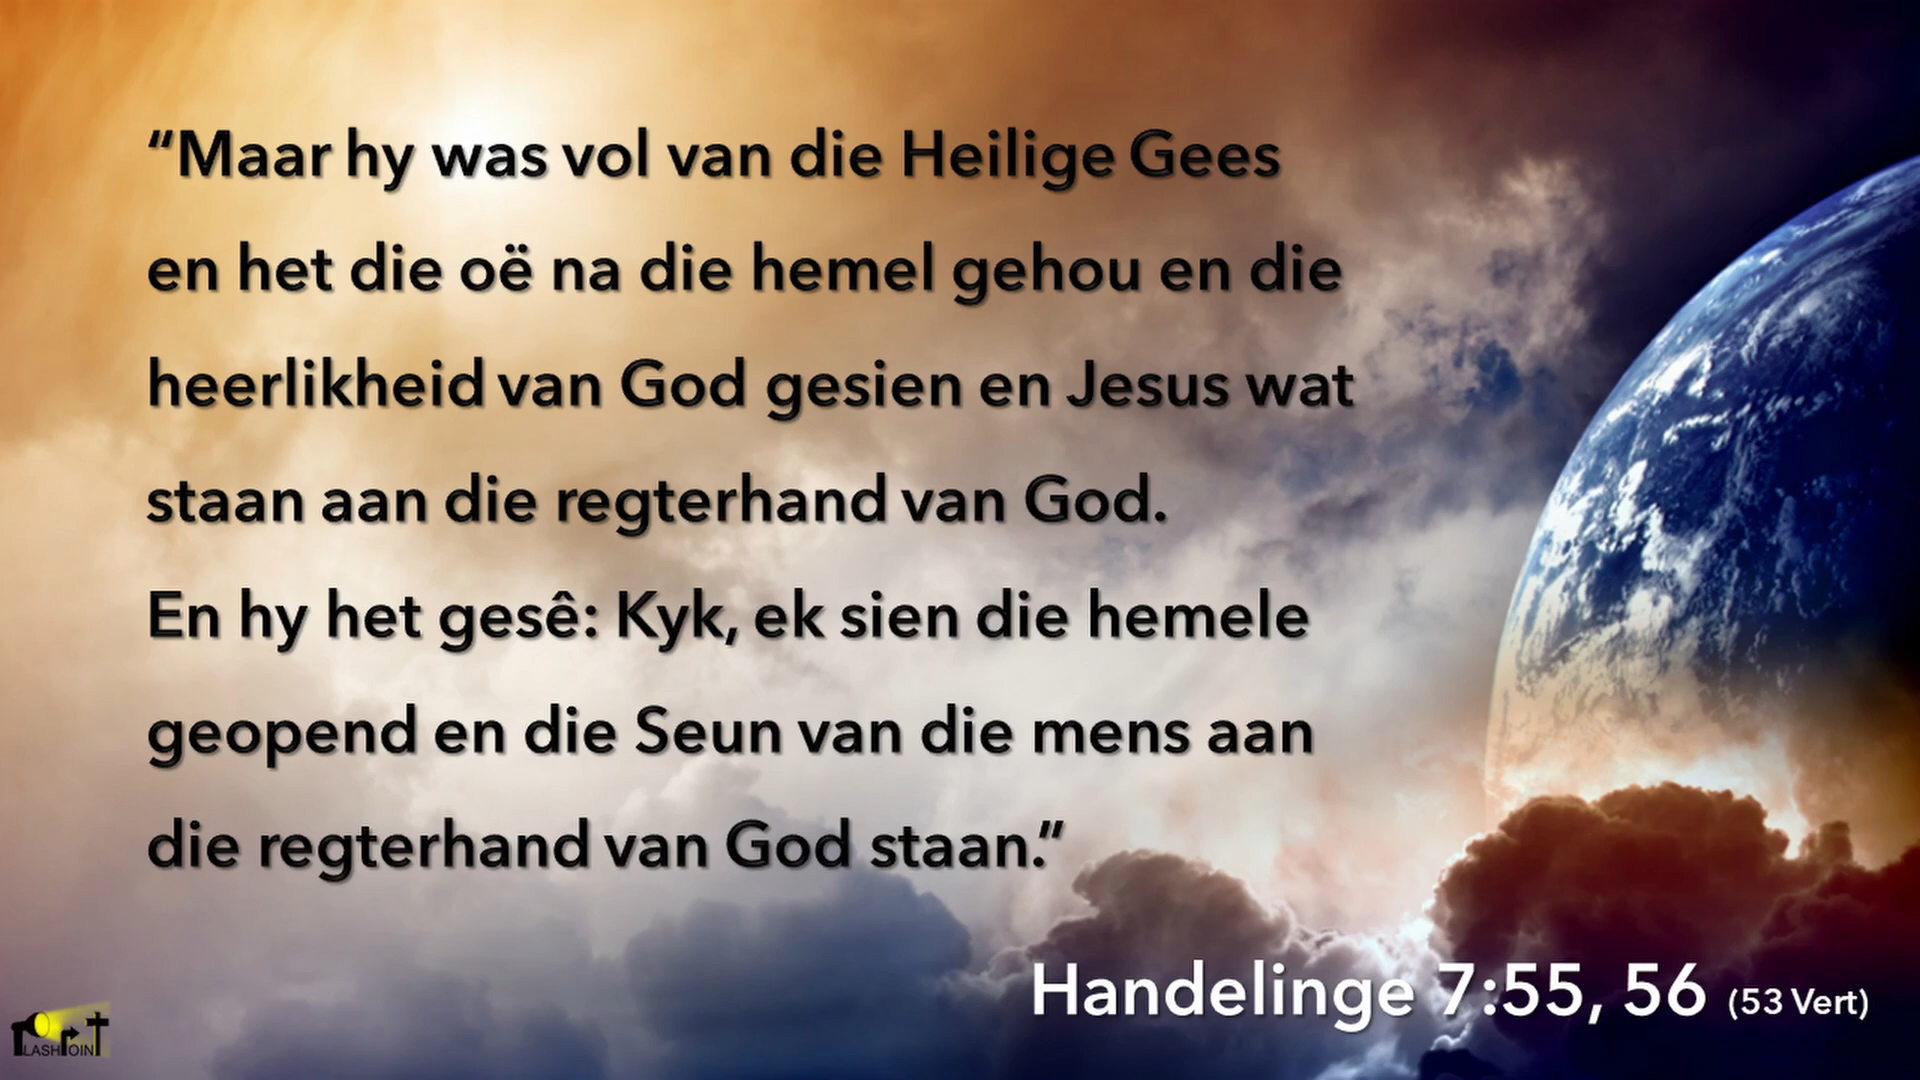 “Maar hy was vol van die Heilige Gees
en het die oë na die hemel gehou en die
heerlikheid van God gesien en Jesus wat
staan aan die regterhand van God.
En hy het gesê: Kyk, ek sien die hemele
geopend en die Seun van die mens aan
die regterhand van God staan.”
Handelinge 7:55, 56 (53 Vert)
LASH OIN